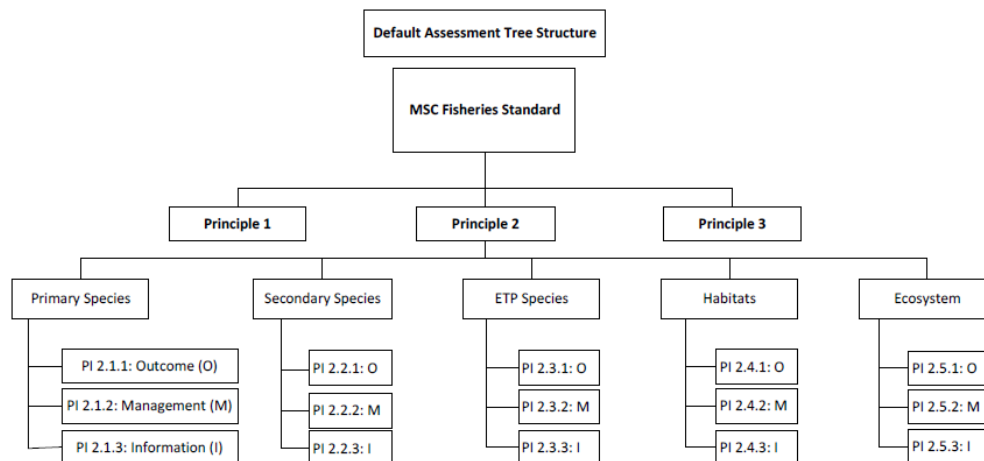 Default Assessment Tree Structure
MSC Fisheries Standard
Principle 1
Principle 2
Principle 3
Primary Species
Secondary Species
ETP Species
Habitats
Ecosystem
PI 2.1.1: Outcome (O)
PI 2.2.1: O
PI 2.3.1: O
PI 2.4.1: O
PI 2.5.1: O
PI 2.1.2: Management (M)
PI 2.2.2: M
PI 2.3.2: M
PI 2.4.2: M
PI 2.5.2: M
PI 2.1.3: Information (I)
PI 2.2.3: I
PI 2.3.3: I
PI 2.4.3: I
PI 2.5.3: I